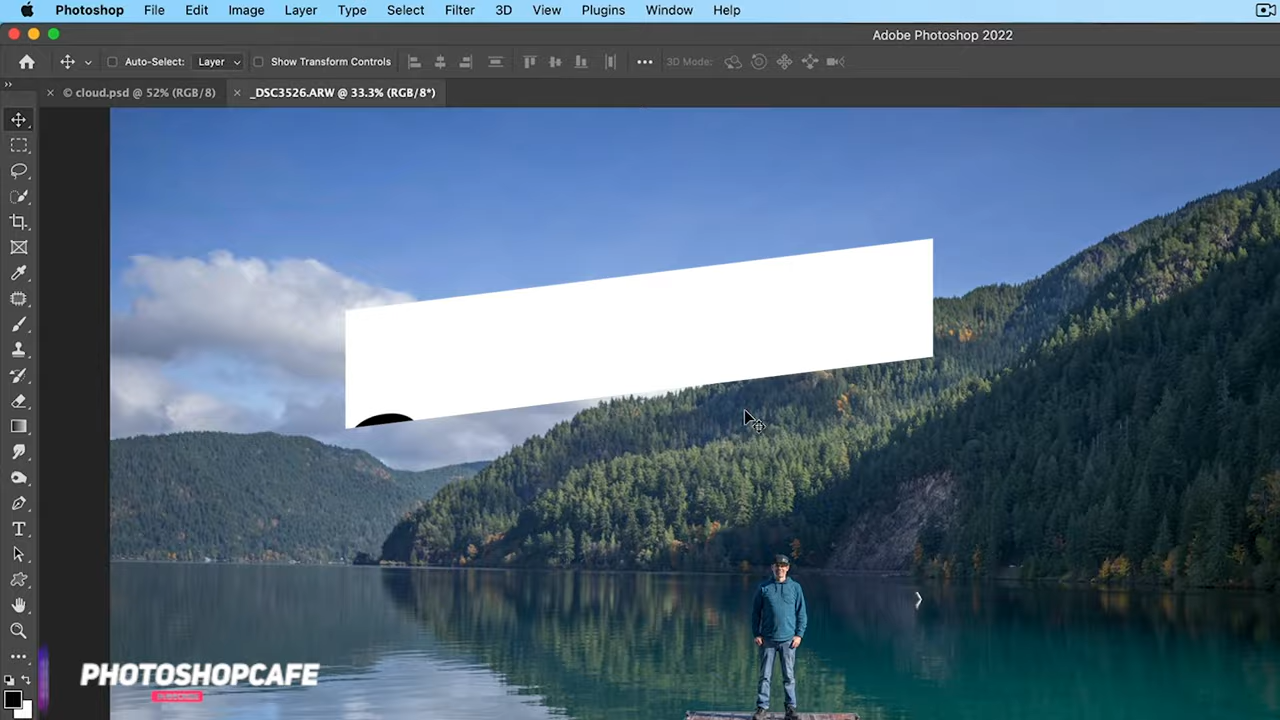 Photoshop File Edit Image Layer Type Select Filter 3D View Plugins Window Help
Adobe Photoshop 2022
Auto-Select: Layer Show Transform Controls ••• 3D Mode:
× © cloud.psd @ 52% (RGB/8) × _DSC3526.ARW @ 33.3% (RGB/8*)
PHOTOSHOPCAFE
SUBSCRIBE